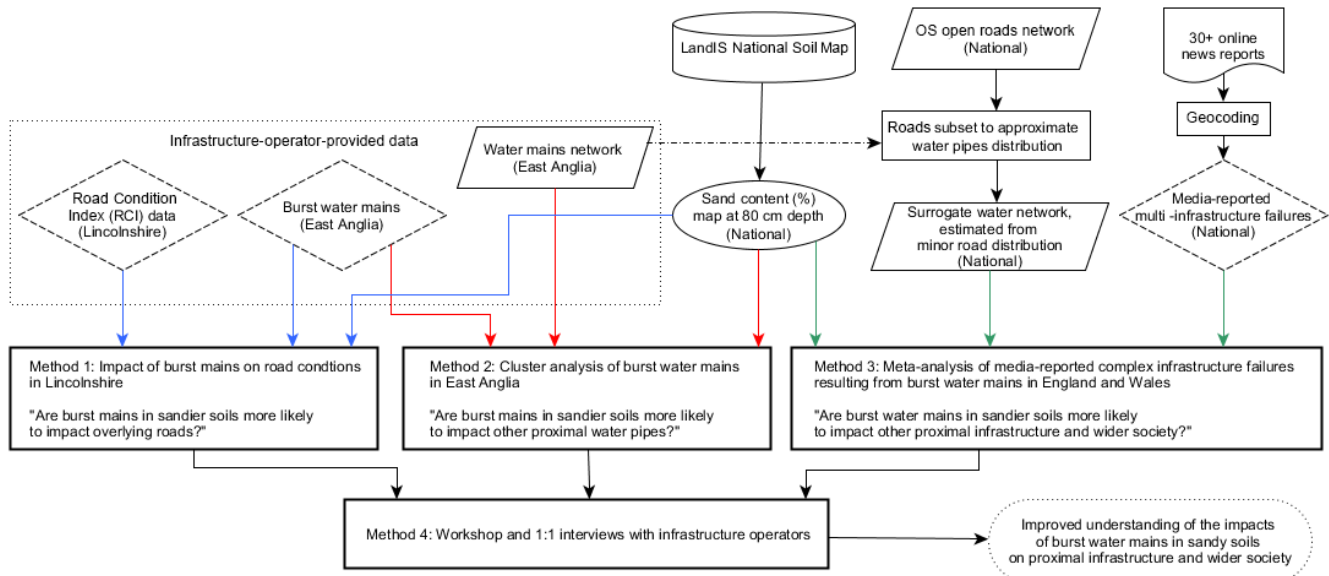 LandIS National Soil Map
OS open roads network
(National)
30+ online
news reports
Geocoding
Infrastructure-operator-provided data
Water mains network
(East Anglia)
Roads subset to approximate
water pipes distribution
Road Condition
Index (RCI) data
(Lincolnshire)
Burst water mains
(East Anglia)
Sand content (%)
map at 80 cm depth
(National)
Surrogate water network,
estimated from
minor road distribution
(National)
Media-reported
multi -infrastructure failures
(National)
Method 1: Impact of burst mains on road condtions
in Lincolnshire
"Are burst mains in sandier soils more likely
to impact overlying roads?"
Method 2: Cluster analysis of burst water mains
in East Anglia
"Are burst mains in sandier soils more likely
to impact other proximal water pipes?"
Method 3: Meta-analysis of media-reported complex infrastructure failures
resulting from burst water mains in England and Wales
"Are burst water mains in sandier soils more likely
to impact other proximal infrastructure and wider society?"
Method 4: Workshop and 1:1 interviews with infrastructure operators
Improved understanding of the impacts
of burst water mains in sandy soils
on proximal infrastructure and wider society